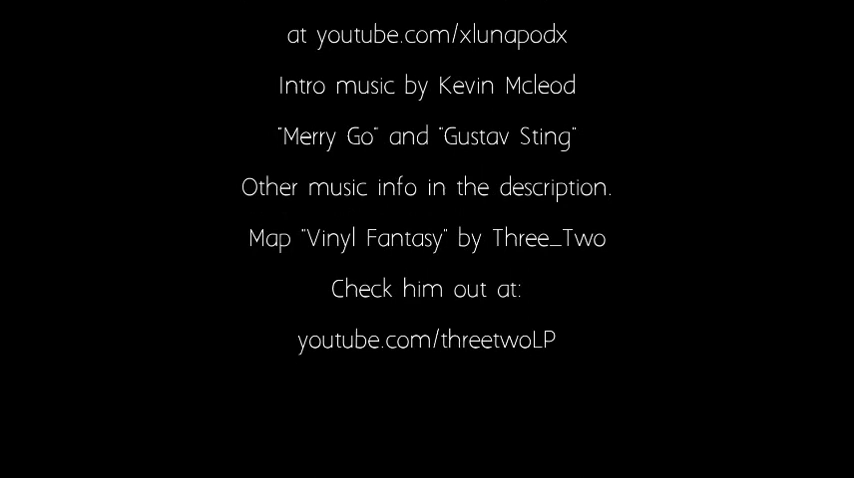 at youtube.com/xlunapodx
Intro music by Kevin Mcleod
"Merry Go" and "Gustav Sting"
Other music info in the description.
Map "Vinyl Fantasy" by Three_Two
Check him out at:
youtube.com/threetwoLP